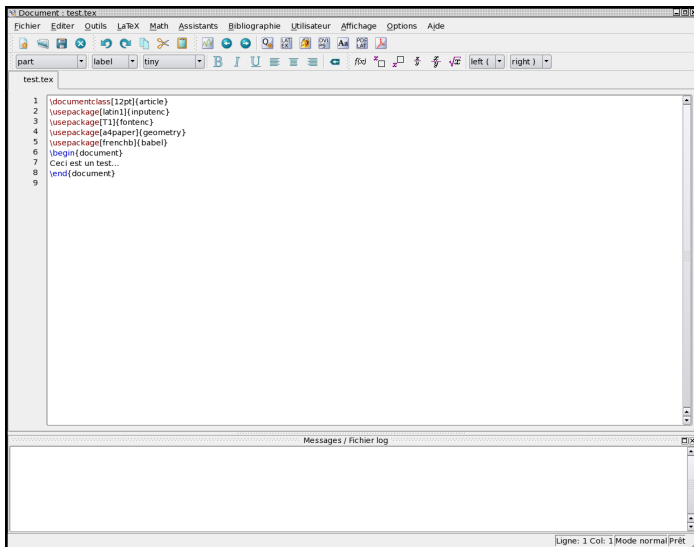 Document : test.tex
Fichier Editer Outils LaTeX Math Assistants Bibliographie Utilisateur Affichage Options Aide
part label tiny B I U f(x) left ( right )
test.tex
1 \documentclass[12pt]{article}
2 \usepackage[latin1]{inputenc}
3 \usepackage[T1]{fontenc}
4 \usepackage[a4paper]{geometry}
5 \usepackage[frenchb]{babel}
6 \begin{document}
7 Ceci est un test...
8 \end{document}
9
Messages / Fichier log
Ligne: 1 Col: 1 Mode normal Prêt